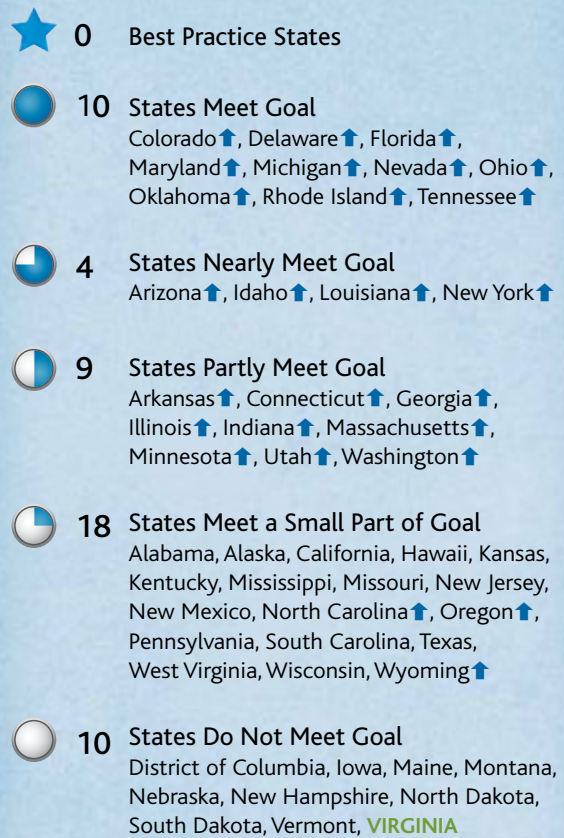 0 Best Practice States
10 States Meet Goal
Colorado⬆, Delaware⬆, Florida⬆,
Maryland⬆, Michigan⬆, Nevada⬆, Ohio⬆,
Oklahoma⬆, Rhode Island⬆, Tennessee⬆
4 States Nearly Meet Goal
Arizona⬆, Idaho⬆, Louisiana⬆, New York⬆
9 States Partly Meet Goal
Arkansas⬆, Connecticut⬆, Georgia⬆,
Illinois⬆, Indiana⬆, Massachusetts⬆,
Minnesota⬆, Utah⬆, Washington⬆
18 States Meet a Small Part of Goal
Alabama, Alaska, California, Hawaii, Kansas,
Kentucky, Mississippi, Missouri, New Jersey,
New Mexico, North Carolina⬆, Oregon⬆,
Pennsylvania, South Carolina, Texas,
West Virginia, Wisconsin, Wyoming⬆
10 States Do Not Meet Goal
District of Columbia, Iowa, Maine, Montana,
Nebraska, New Hampshire, North Dakota,
South Dakota, Vermont, VIRGINIA